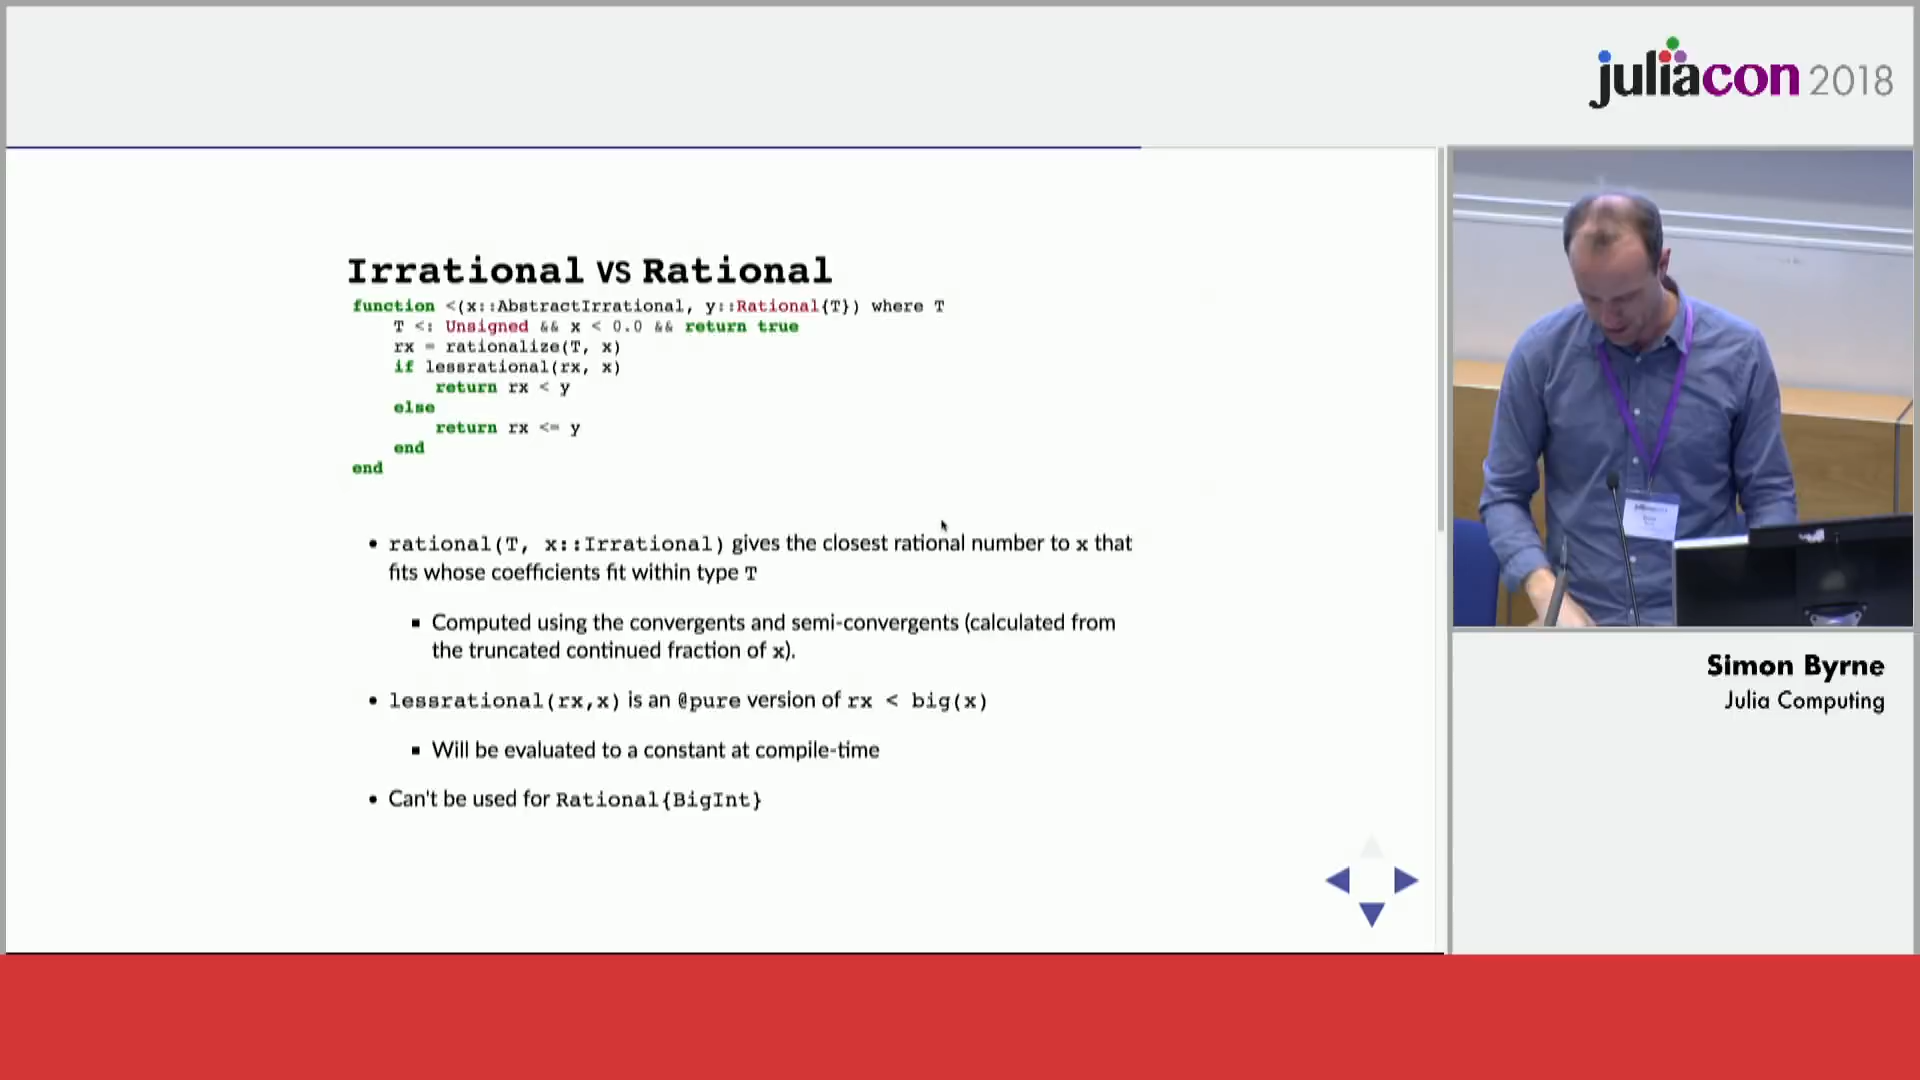 juliacon 2018
Irrational VS Rational
function <(x::AbstractIrrational, y::Rational{T}) where T
T <: Unsigned && x < 0.0 && return true
rx = rationalize(T, x)
if lessrational(rx, x)
return rx < y
else
return rx <= y
end
end
• rational(T, x::Irrational) gives the closest rational number to x that
fits whose coefficients fit within type T
▪ Computed using the convergents and semi-convergents (calculated from
the truncated continued fraction of x).
• lessrational(rx,x) is an @pure version of rx < big(x)
▪ Will be evaluated to a constant at compile-time
• Can't be used for Rational{BigInt}
Simon Byrne
Julia Computing